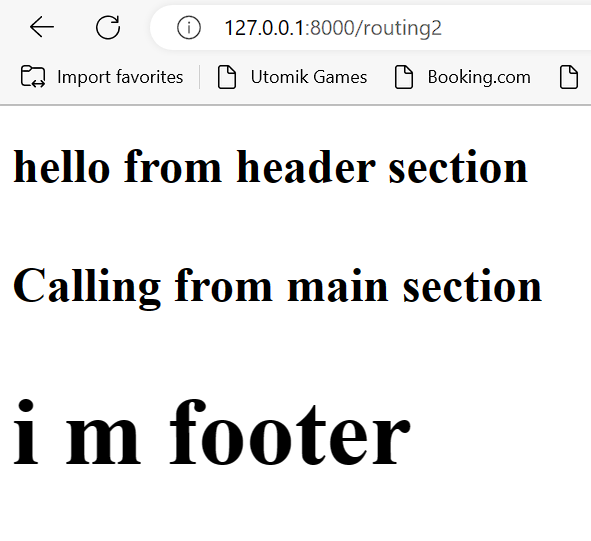 127.0.0.1:8000/routing2
Import favorites Utomik Games Booking.com
hello from header section
Calling from main section
i m footer